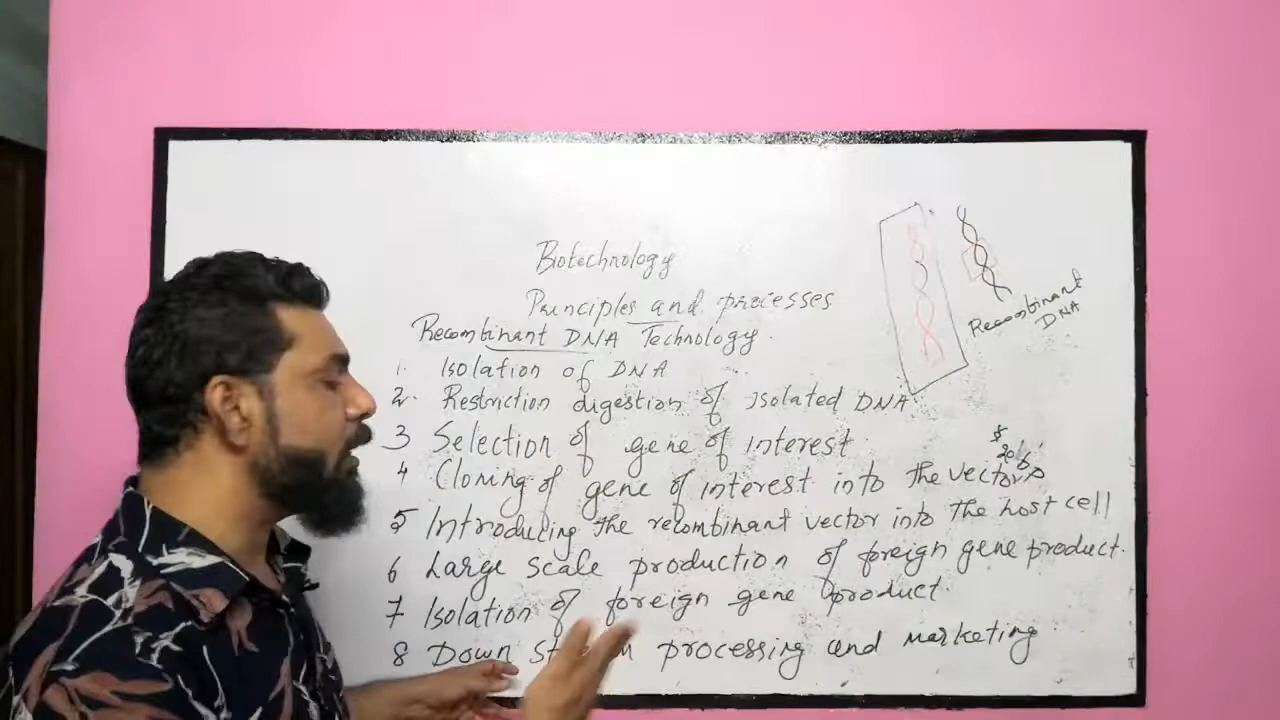 Biotechnology
Principles and processes
Recombinant DNA Technology.
1. Isolation of DNA
2. Restriction digestion of Isolated DNA
3 Selection of gene of interest
4 Cloning of gene of interest into the vector
5 Introducing the recombinant vector into the host cell
6 Large scale production of foreign gene product.
7 Isolation of foreign gene product.
8 Down processing and marketing
Recombinant
DNA